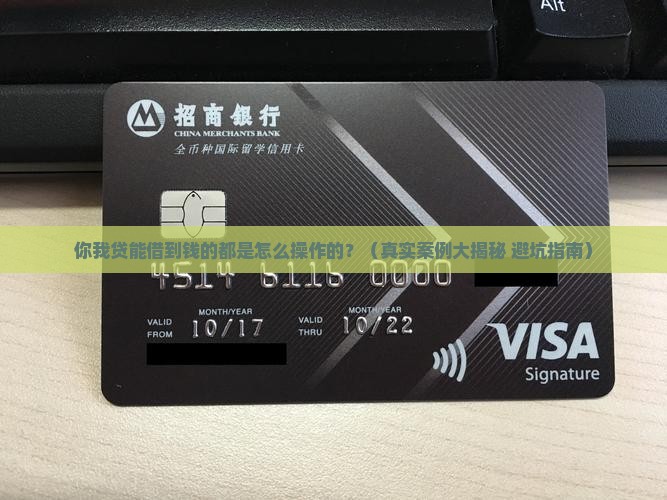 Alt
招商銀行
CHINA MERCHANTS BANK
全币种国际留学信用卡
你我贷能借到钱的都是怎么操作的？（真实案例大揭秘 避坑指南）
4514 6116 0000
MONTH/YEAR MONTH/YEAR
VALID FROM 10/17 VALID THRU 10/22
VISA
Signature